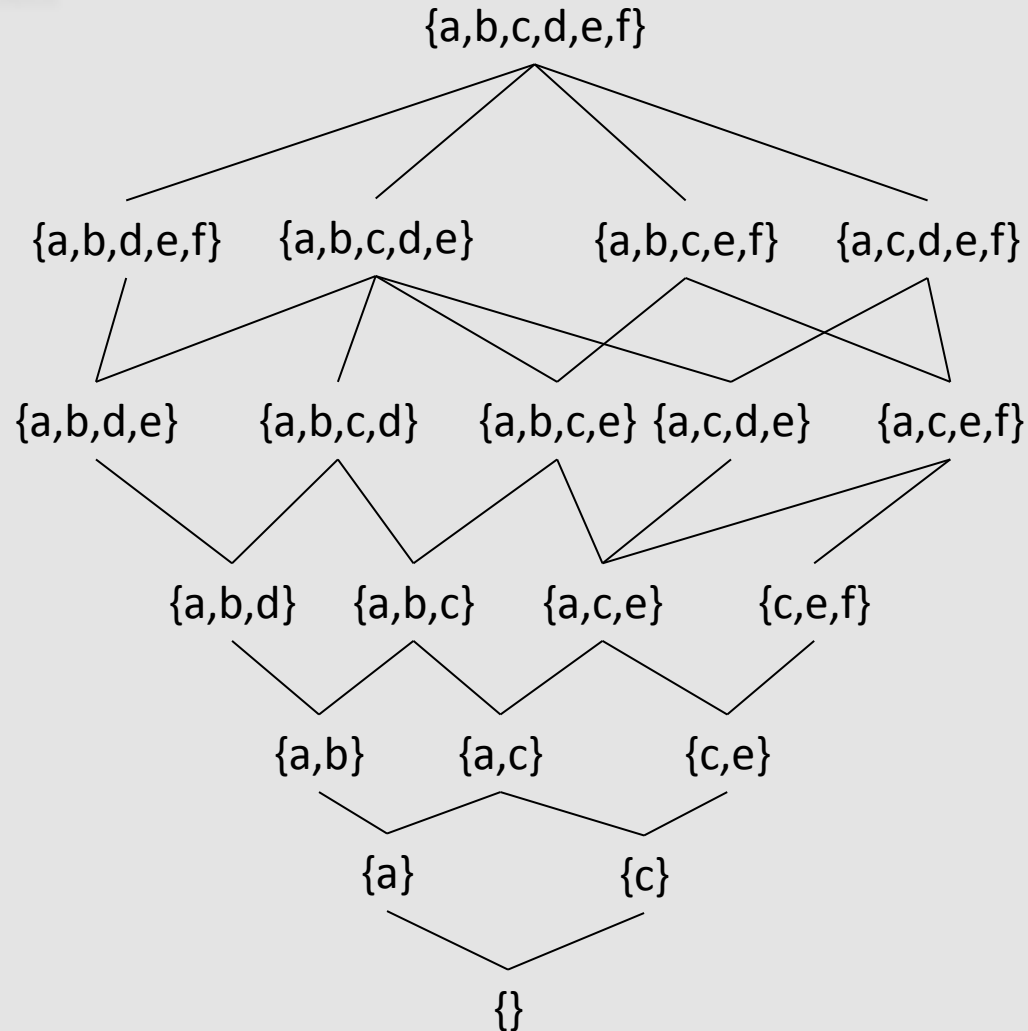 {a,b,c,d,e,f}
{a,b,d,e,f} {a,b,c,d,e} {a,b,c,e,f} {a,c,d,e,f}
{a,b,d,e} {a,b,c,d} {a,b,c,e} {a,c,d,e} {a,c,e,f}
{a,b,d} {a,b,c} {a,c,e} {c,e,f}
{a,b} {a,c} {c,e}
{a} {c}
{}